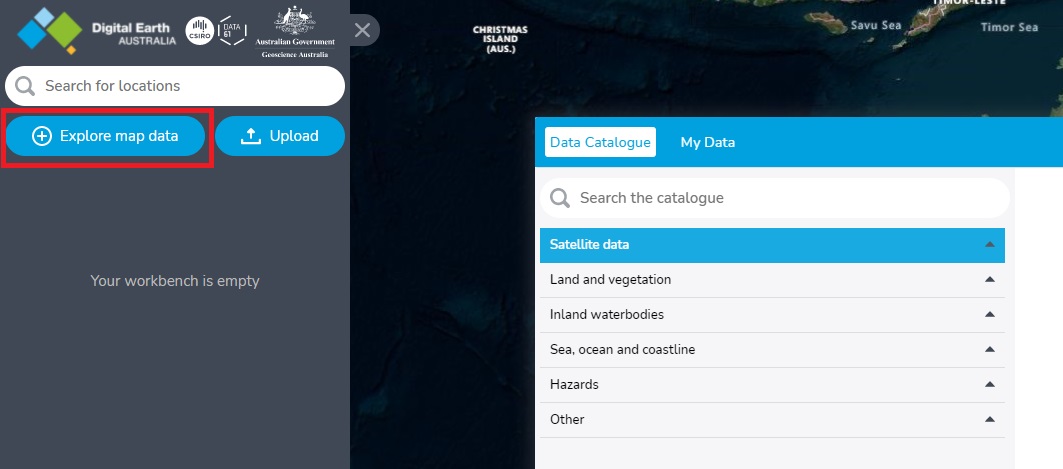 Digital Earth
AUSTRALIA
CSIRO
DATA
61
Australian Government
Geoscience Australia
Search for locations
Explore map data
Upload
Your workbench is empty
CHRISTMAS
ISLAND
(AUS.)
TIMOR-LESTE
Savu Sea
Timor Sea
Data Catalogue
My Data
Search the catalogue
Satellite data
Land and vegetation
Inland waterbodies
Sea, ocean and coastline
Hazards
Other